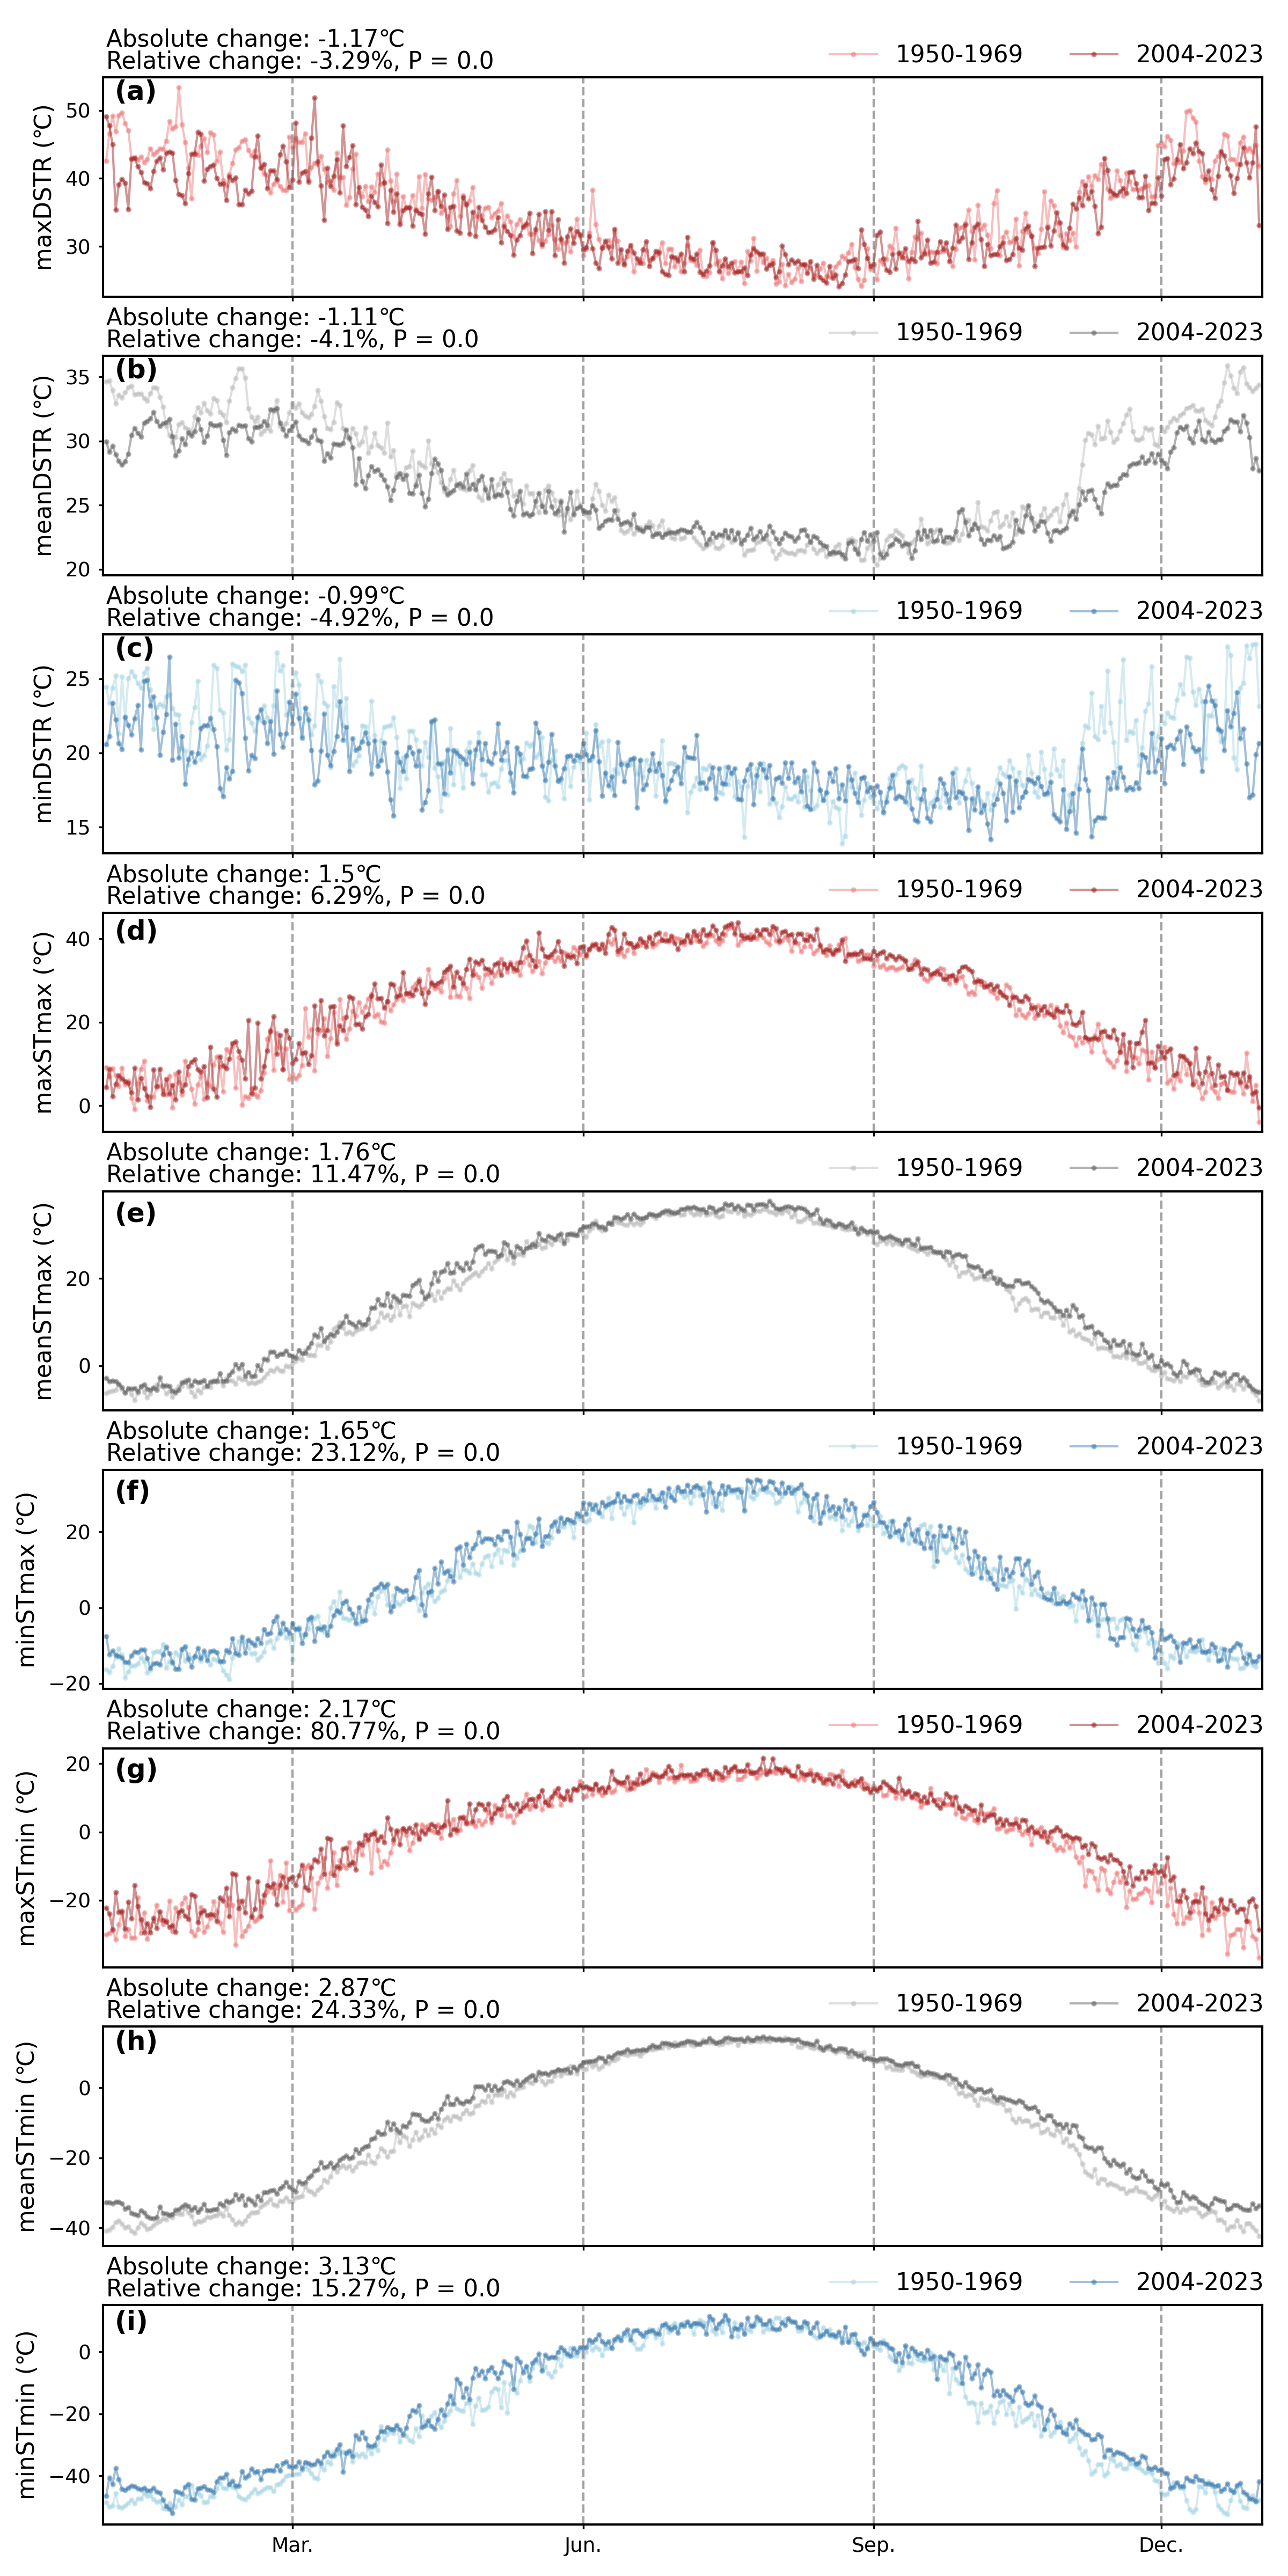 Absolute change: -1.17℃
Relative change: -3.29%, P = 0.0
1950-1969 2004-2023
(a)
maxDSTR (℃)
50
40
30
Absolute change: -1.11℃
Relative change: -4.1%, P = 0.0
1950-1969 2004-2023
(b)
meanDSTR (℃)
35
30
25
20
Absolute change: -0.99℃
Relative change: -4.92%, P = 0.0
1950-1969 2004-2023
(c)
minDSTR (℃)
25
20
15
Absolute change: 1.5℃
Relative change: 6.29%, P = 0.0
1950-1969 2004-2023
(d)
maxSTmax (℃)
40
20
0
Absolute change: 1.76℃
Relative change: 11.47%, P = 0.0
1950-1969 2004-2023
(e)
meanSTmax (℃)
20
0
Absolute change: 1.65℃
Relative change: 23.12%, P = 0.0
1950-1969 2004-2023
(f)
minSTmax (℃)
20
0
−20
Absolute change: 2.17℃
Relative change: 80.77%, P = 0.0
1950-1969 2004-2023
(g)
maxSTmin (℃)
20
0
−20
Absolute change: 2.87℃
Relative change: 24.33%, P = 0.0
1950-1969 2004-2023
(h)
meanSTmin (℃)
0
−20
−40
Absolute change: 3.13℃
Relative change: 15.27%, P = 0.0
1950-1969 2004-2023
(i)
minSTmin (℃)
0
−20
−40
Mar. Jun. Sep. Dec.